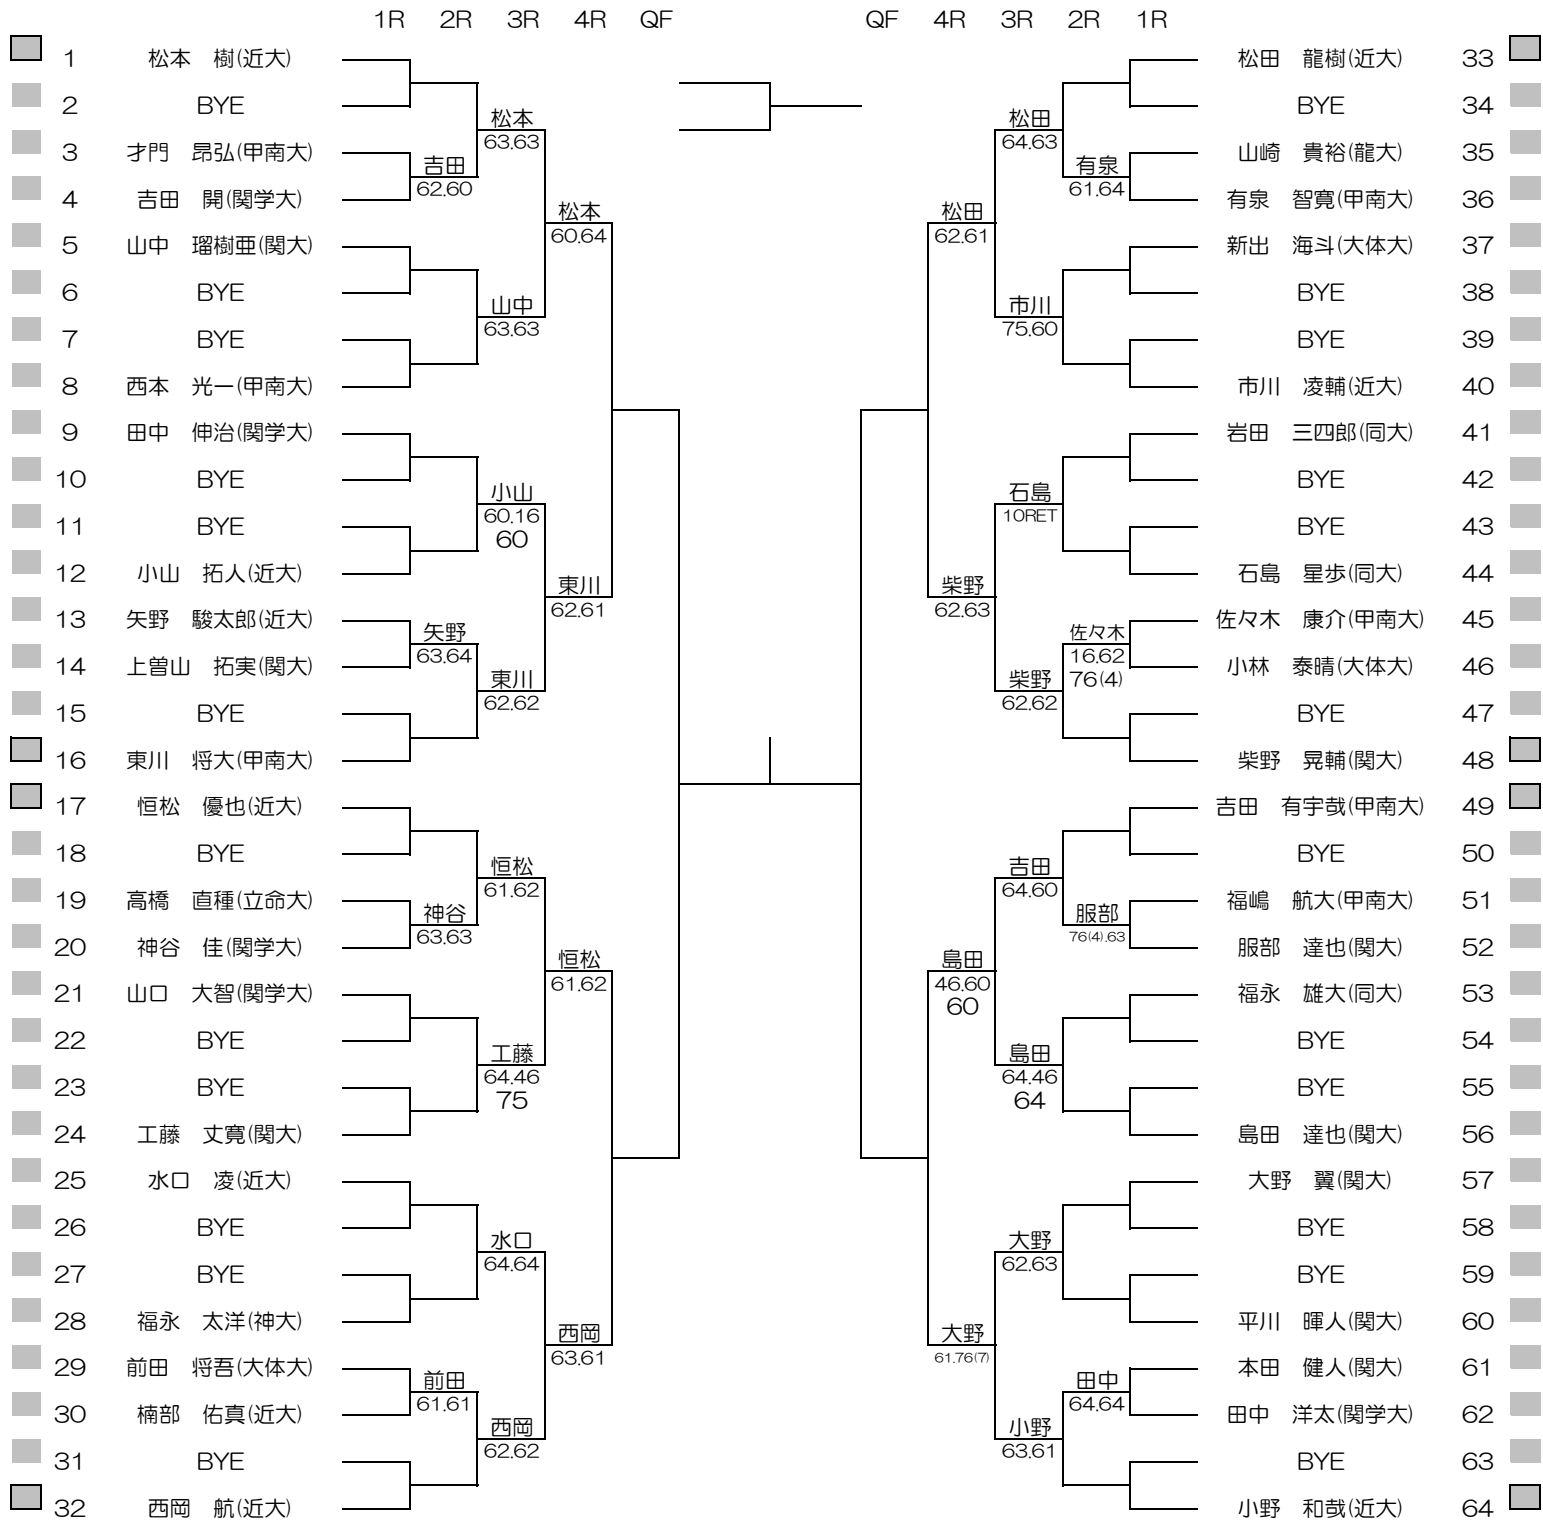 1R 2R 3R 4R QF QF 4R 3R 2R 1R
1 松本 樹(近大) 松田 龍樹(近大) 33
2 BYE BYE 34
松本 松田
63.63 64.63
3 才門 昂弘(甲南大) 山崎 貴裕(龍大) 35
吉田 有泉
62.60 61.64
4 吉田 開(関学大) 有泉 智寛(甲南大) 36
松本 松田
60.64 62.61
5 山中 瑠樹亜(関大) 新出 海斗(大体大) 37
6 BYE BYE 38
山中 市川
63.63 75.60
7 BYE BYE 39
8 西本 光一(甲南大) 市川 凌輔(近大) 40
9 田中 伸治(関学大) 岩田 三四郎(同大) 41
10 BYE BYE 42
小山 石島
60.16 10RET
60
11 BYE BYE 43
12 小山 拓人(近大) 石島 星歩(同大) 44
東川 柴野
62.61 62.63
13 矢野 駿太郎(近大) 佐々木 康介(甲南大) 45
矢野 佐々木
63.64 16.62
14 上曽山 拓実(関大) 小林 泰晴(大体大) 46
76(4)
東川 柴野
62.62 62.62
15 BYE BYE 47
16 東川 将大(甲南大) 柴野 晃輔(関大) 48
17 恒松 優也(近大) 吉田 有宇哉(甲南大) 49
18 BYE BYE 50
恒松 吉田
61.62 64.60
19 高橋 直種(立命大) 福嶋 航大(甲南大) 51
神谷 服部
63.63 76(4).63
20 神谷 佳(関学大) 服部 達也(関大) 52
恒松 島田
61.62 46.60
60
21 山口 大智(関学大) 福永 雄大(同大) 53
22 BYE BYE 54
工藤 島田
64.46 64.46
75 64
23 BYE BYE 55
24 工藤 丈寛(関大) 島田 達也(関大) 56
25 水口 凌(近大) 大野 翼(関大) 57
26 BYE BYE 58
水口 大野
64.64 62.63
27 BYE BYE 59
28 福永 太洋(神大) 平川 暉人(関大) 60
西岡 大野
63.61 61.76(7)
29 前田 将吾(大体大) 本田 健人(関大) 61
前田 田中
61.61 64.64
30 楠部 佑真(近大) 田中 洋太(関学大) 62
西岡 小野
62.62 63.61
31 BYE BYE 63
32 西岡 航(近大) 小野 和哉(近大) 64